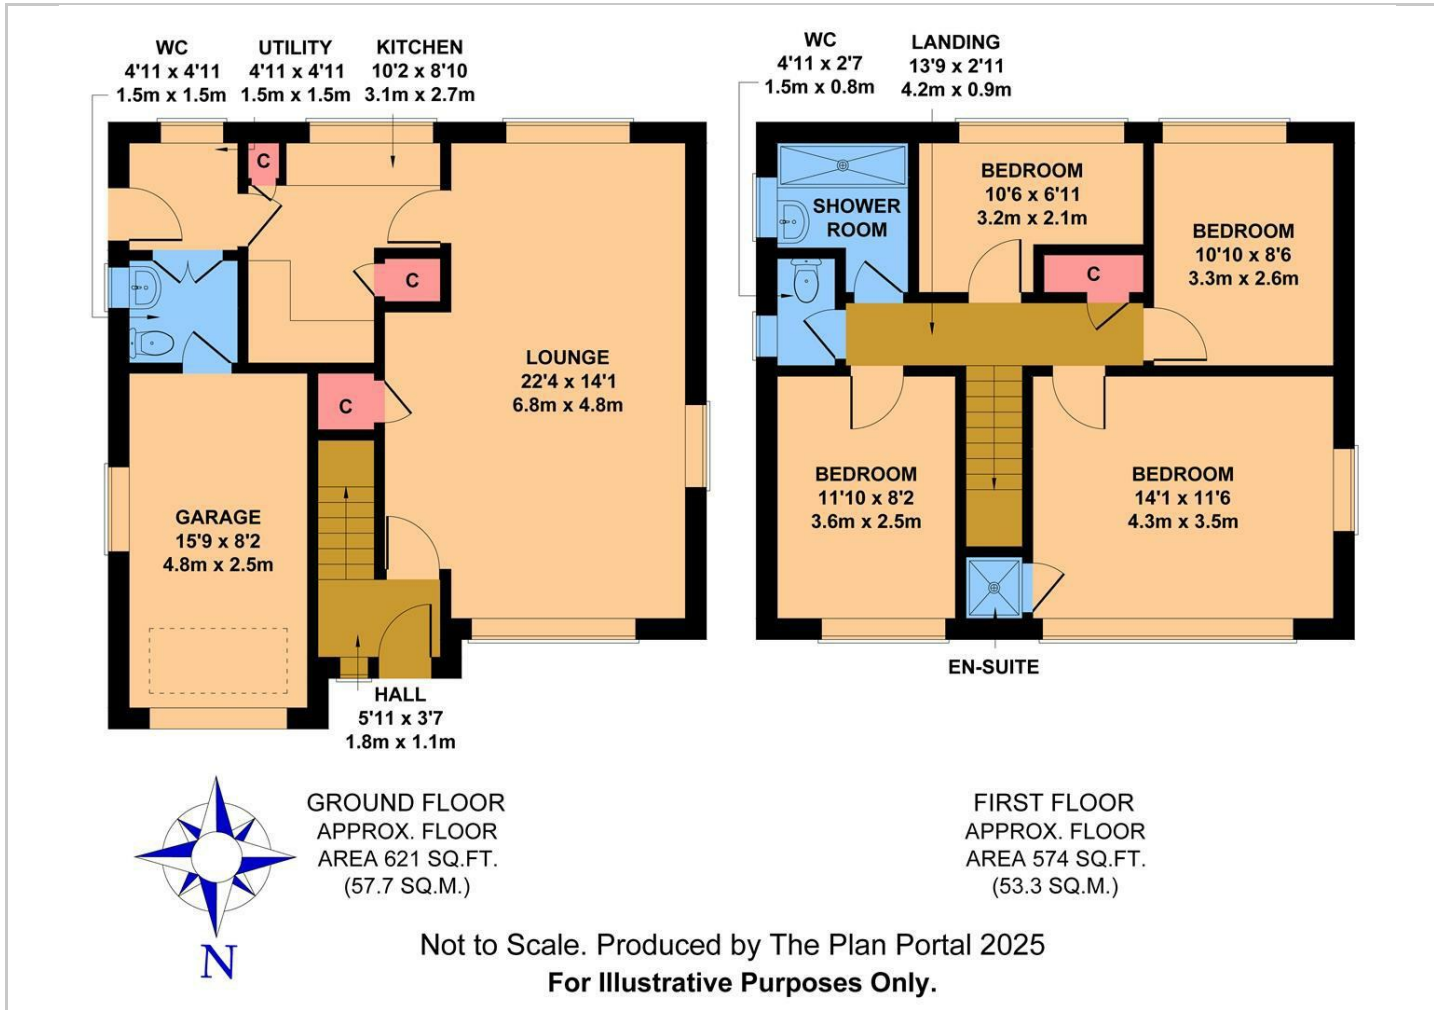 WC
4'11 x 4'11
1.5m x 1.5m
UTILITY
4'11 x 4'11
1.5m x 1.5m
KITCHEN
10'2 x 8'10
3.1m x 2.7m
C
C
C
LOUNGE
22'4 x 14'1
6.8m x 4.8m
GARAGE
15'9 x 8'2
4.8m x 2.5m
HALL
5'11 x 3'7
1.8m x 1.1m
WC
4'11 x 2'7
1.5m x 0.8m
LANDING
13'9 x 2'11
4.2m x 0.9m
SHOWER
ROOM
BEDROOM
10'6 x 6'11
3.2m x 2.1m
C
BEDROOM
10'10 x 8'6
3.3m x 2.6m
BEDROOM
11'10 x 8'2
3.6m x 2.5m
BEDROOM
14'1 x 11'6
4.3m x 3.5m
EN-SUITE
N
GROUND FLOOR
APPROX. FLOOR
AREA 621 SQ.FT.
(57.7 SQ.M.)
FIRST FLOOR
APPROX. FLOOR
AREA 574 SQ.FT.
(53.3 SQ.M.)
Not to Scale. Produced by The Plan Portal 2025
For Illustrative Purposes Only.